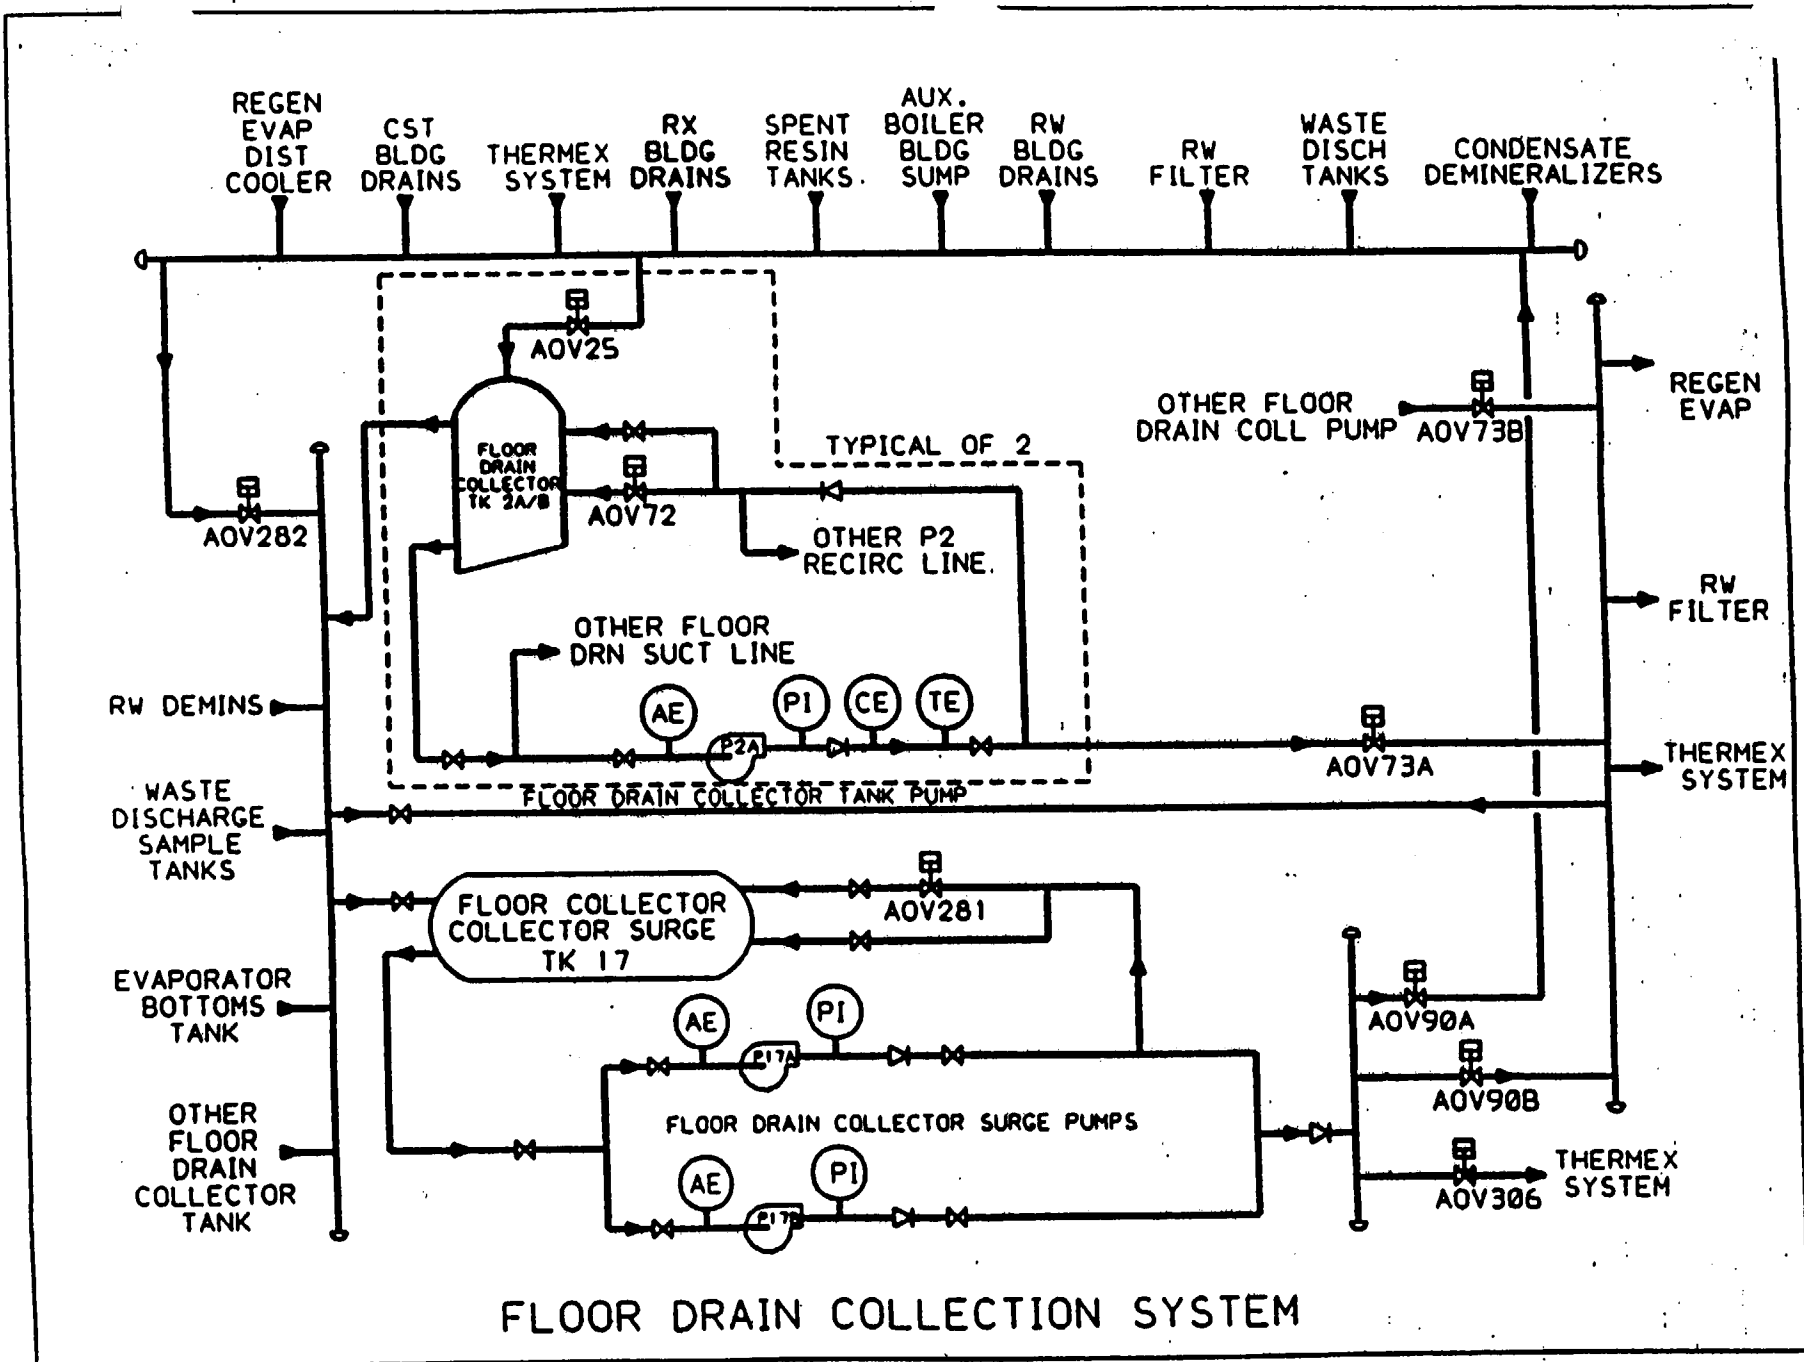 REGEN
EVAP
DIST
COOLER
CST
BLDG
DRAINS
THERMEX
SYSTEM
RX
BLDG
DRAINS
SPENT
RESIN
TANKS.
AUX.
BOILER
BLDG
SUMP
RW
BLDG
DRAINS
RW
FILTER
WASTE
DISCH
TANKS
CONDENSATE
DEMINERALIZERS
AOV25
REGEN
EVAP
OTHER FLOOR
DRAIN COLL PUMP
AOV73B
TYPICAL OF 2
FLOOR
DRAIN
COLLECTOR
TK 2A/B
AOV72
AOV282
OTHER P2
RECIRC LINE.
RW
FILTER
OTHER FLOOR
DRN SUCT LINE
RW DEMINS
AE
PI
CE
TE
P2A
AOV73A
THERMEX
SYSTEM
FLOOR DRAIN COLLECTOR TANK PUMP
WASTE
DISCHARGE
SAMPLE
TANKS
FLOOR COLLECTOR
COLLECTOR SURGE
TK 17
AOV281
EVAPORATOR
BOTTOMS
TANK
AE
PI
P17A
AOV90A
AOV90B
FLOOR DRAIN COLLECTOR SURGE PUMPS
OTHER
FLOOR
DRAIN
COLLECTOR
TANK
AE
PI
P17B
THERMEX
SYSTEM
AOV306
FLOOR DRAIN COLLECTION SYSTEM